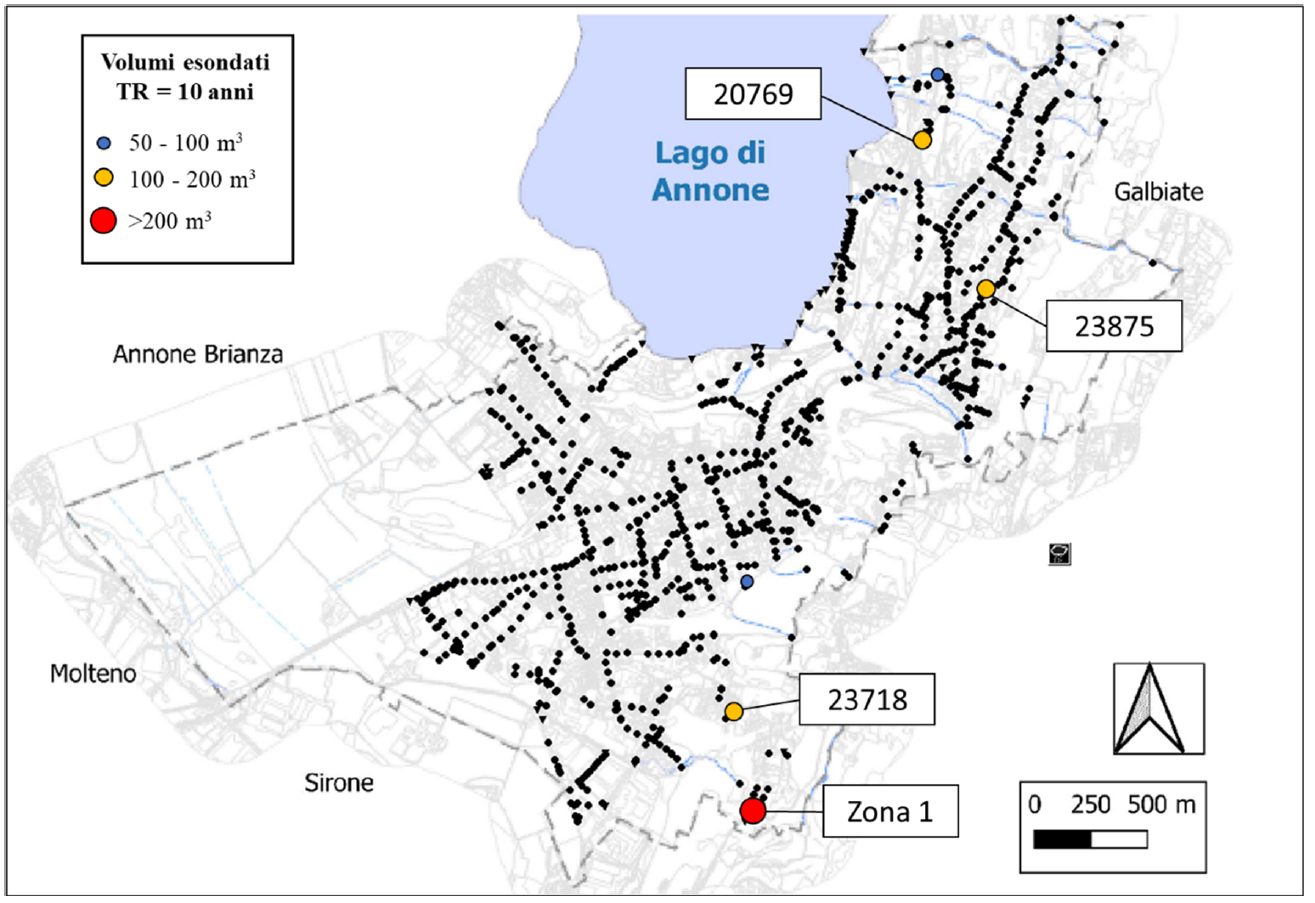 Volumi esondati
TR = 10 anni
50 - 100 m³
100 - 200 m³
>200 m³
20769
Lago di
Annone
Galbiate
23875
Annone Brianza
Molteno
23718
Sirone
Zona 1
0 250 500 m